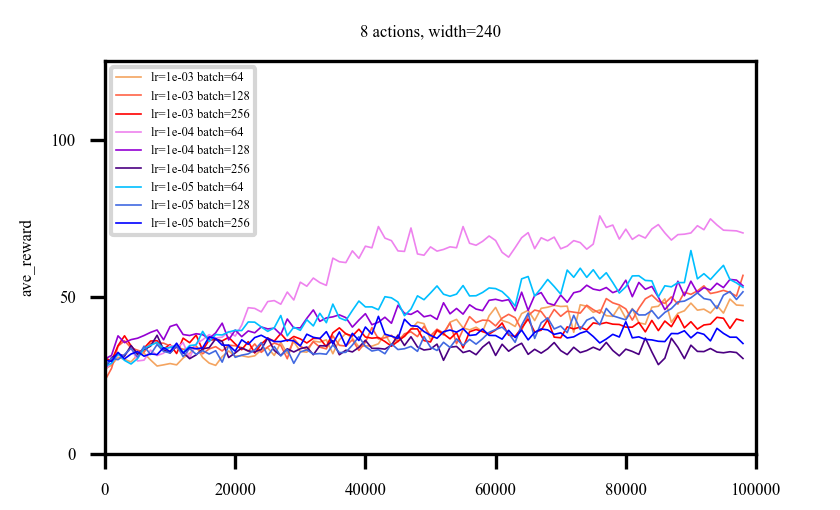 8 actions, width=240
lr=1e-03 batch=64
lr=1e-03 batch=128
lr=1e-03 batch=256
lr=1e-04 batch=64
lr=1e-04 batch=128
lr=1e-04 batch=256
lr=1e-05 batch=64
lr=1e-05 batch=128
lr=1e-05 batch=256
ave_reward
100
50
0
0 20000 40000 60000 80000 100000